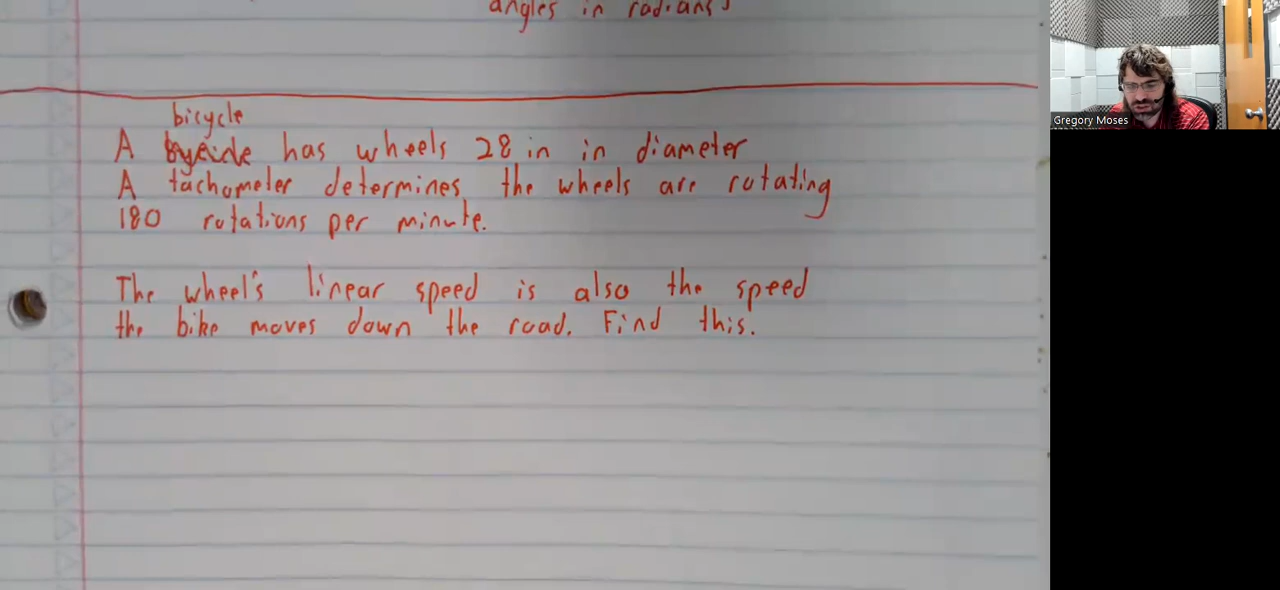 angles in radians
bicycle
A has wheels 28 in in diameter
A tachometer determines the wheels are rotating
180 rotations per minute.
The wheel's linear speed is also the speed
the bike moves down the road. Find this.
Gregory Moses